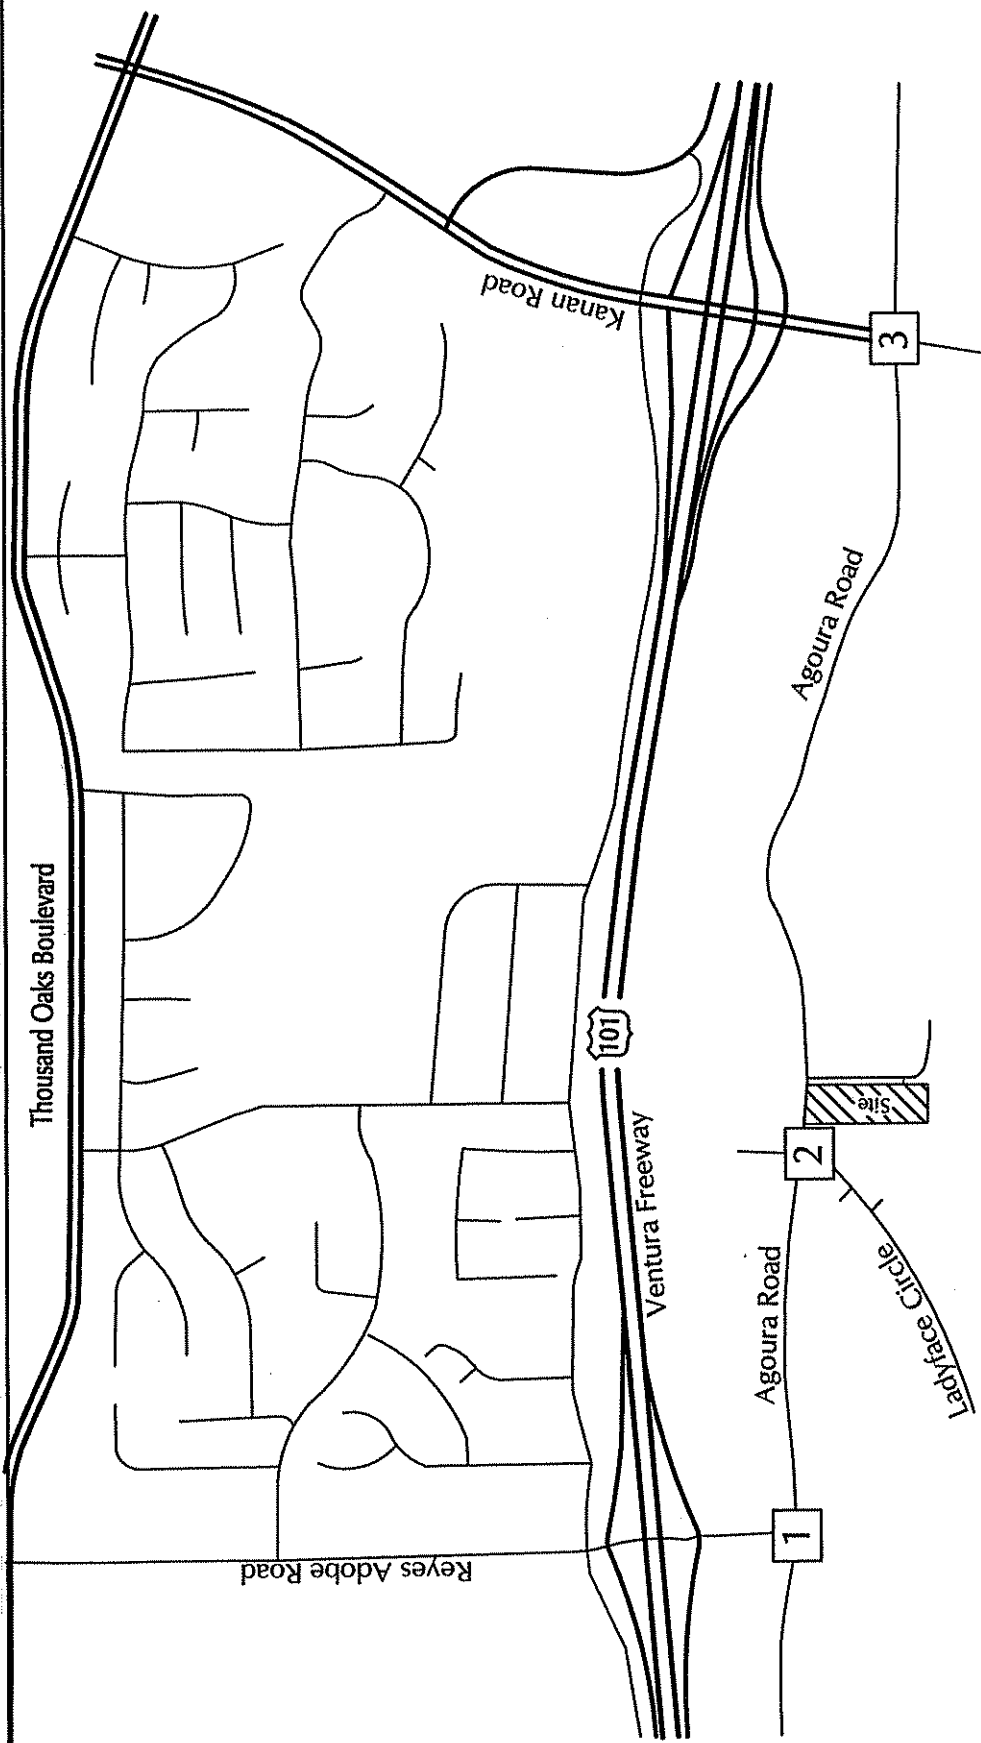 Thousand Oaks Boulevard
Kanan Road
Reyes Adobe Road
101
Ventura Freeway
Agoura Road
Agoura Road
Ladyface Circle
Site
1
2
3